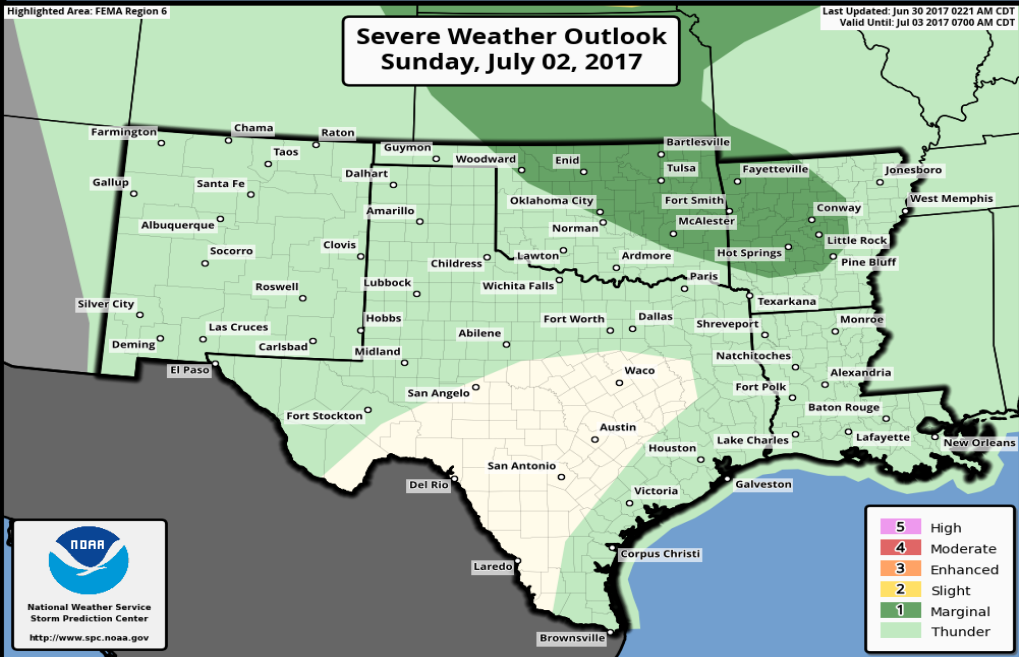 Highlighted Area: FEMA Region 6
Last Updated: Jun 30 2017 0221 AM CDT
Valid Until: Jul 03 2017 0700 AM CDT
Severe Weather Outlook
Sunday, July 02, 2017
Farmington
Chama
Raton
Taos
Guymon
Woodward
Enid
Bartlesville
Tulsa
Fayetteville
Jonesboro
Gallup
Santa Fe
Dalhart
Oklahoma City
Fort Smith
Conway
West Memphis
Albuquerque
Amarillo
Norman
McAlester
Little Rock
Socorro
Clovis
Childress
Lawton
Ardmore
Hot Springs
Pine Bluff
Roswell
Lubbock
Wichita Falls
Paris
Texarkana
Silver City
Las Cruces
Hobbs
Abilene
Fort Worth
Dallas
Shreveport
Monroe
Deming
Carlsbad
Midland
Natchitoches
El Paso
San Angelo
Waco
Fort Polk
Alexandria
Fort Stockton
Austin
Baton Rouge
Houston
Lake Charles
Lafayette
New Orleans
San Antonio
Del Rio
Victoria
Galveston
Corpus Christi
Laredo
Brownsville
NOAA
National Weather Service
Storm Prediction Center
http://www.spc.noaa.gov
5 High
4 Moderate
3 Enhanced
2 Slight
1 Marginal
Thunder